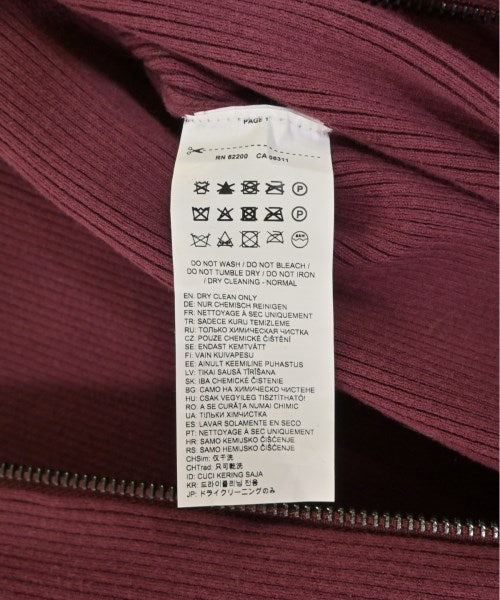 PAGE 1
RN 62200 CA 06311
P
P
DO NOT WASH / DO NOT BLEACH /
DO NOT TUMBLE DRY / DO NOT IRON
/ DRY CLEANING - NORMAL
EN: DRY CLEAN ONLY
DE: NUR CHEMISCH REINIGEN
FR: NETTOYAGE À SEC UNIQUEMENT
TR: SADECE KURU TEMIZLEME
RU: ТОЛЬКО ХИМИЧЕСКАЯ ЧИСТКА
CZ: POUZE CHEMICKÉ ČIŠTĚNÍ
SE: ENDAST KEMTVÄTT
FI: VAIN KUIVAPESU
EE: AINULT KEEMILINE PUHASTUS
LV: TIKAI SAUSĀ TĪRĪŠANA
SK: IBA CHEMICKÉ ČISTENIE
BG: САМО НА ХИМИЧЕСКО ЧИСТЕНЕ
HU: CSAK VEGYILEG TISZTÍTHATÓ!
RO: A SE CURĂȚA NUMAI CHIMIC
UA: ТІЛЬКИ ХІМЧИСТКА
ES: LAVAR SOLAMENTE EN SECO
PT: NETTOYAGE À SEC UNIQUEMENT
HR: SAMO KEMIJSKO ČIŠĆENJE
RS: SAMO HEMIJSKO ČIŠĆENJE
CHSim: 仅干洗
CHTrad: 只可乾洗
ID: CUCI KERING SAJA
KR: 드라이클리닝 전용
JP: ドライクリーニングのみ